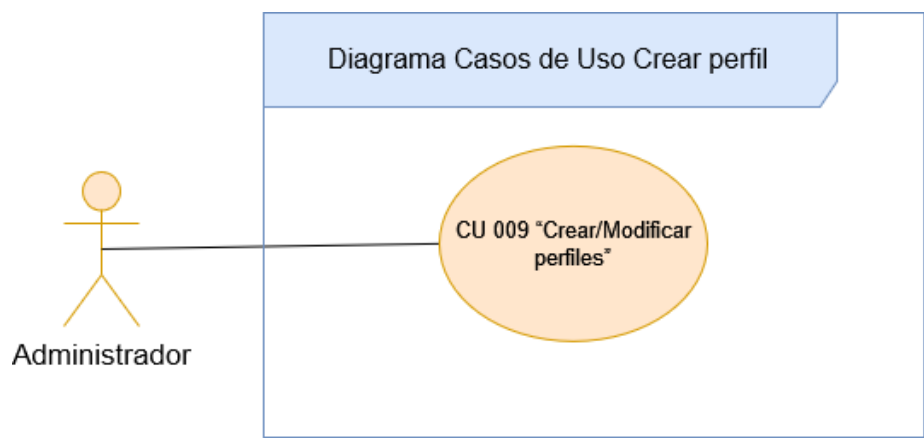 Diagrama Casos de Uso Crear perfil
CU 009 “Crear/Modificar
perfiles”
Administrador